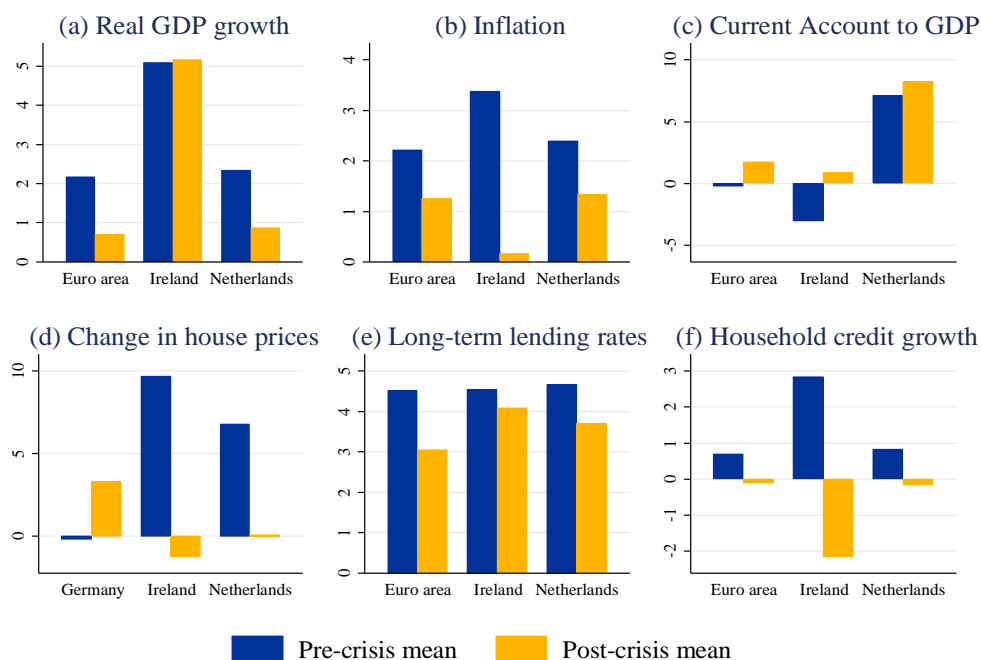 (a) Real GDP growth
0 1 2 3 4 5
Euro area Ireland Netherlands
(b) Inflation
0 1 2 3 4
Euro area Ireland Netherlands
(c) Current Account to GDP
-5 0 5 10
Euro area Ireland Netherlands
(d) Change in house prices
0 5 10
Germany Ireland Netherlands
(e) Long-term lending rates
0 1 2 3 4 5
Euro area Ireland Netherlands
(f) Household credit growth
-2 -1 0 1 2 3
Euro area Ireland Netherlands
Pre-crisis mean Post-crisis mean